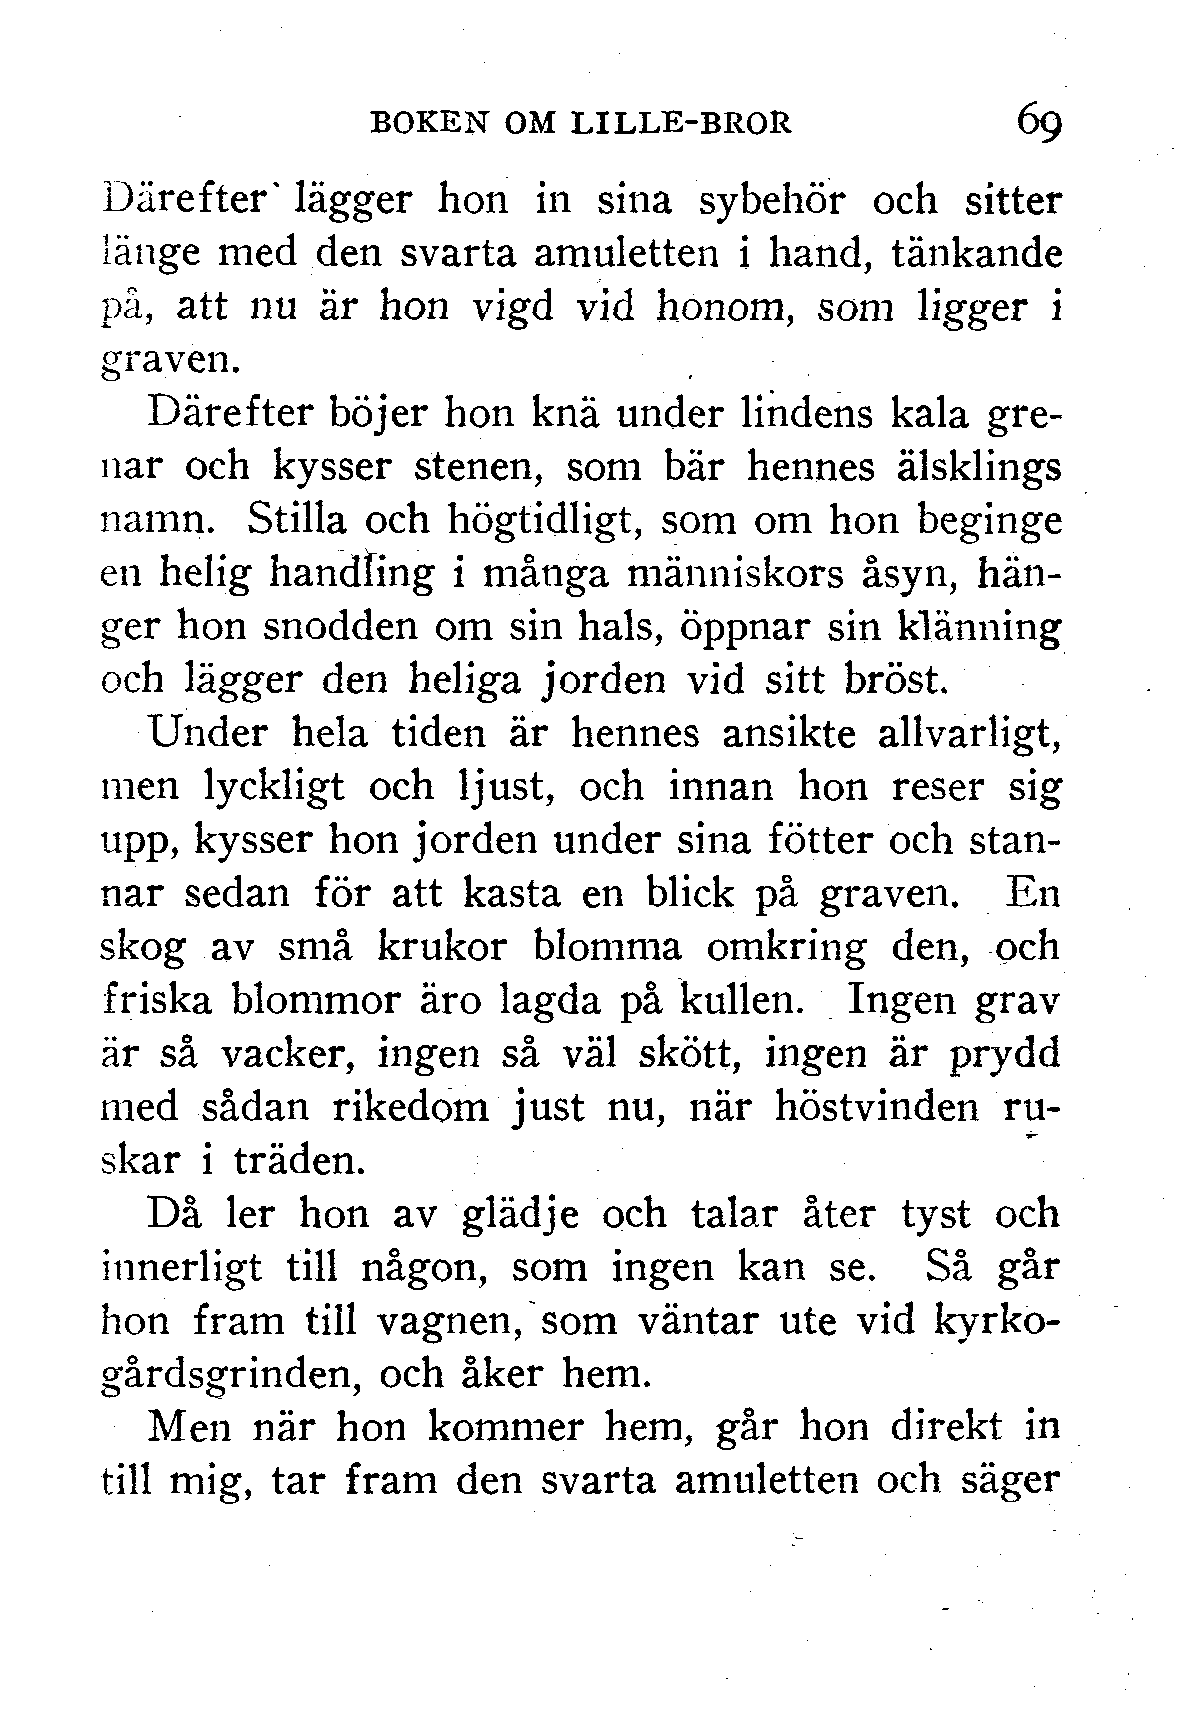 BOKEN OM LILLE-BROR 69
Därefter lägger hon in sina sybehör och sitter
länge med den svarta amuletten i hand, tänkande
på, att nu är hon vigd vid honom, som ligger i
graven.
Därefter böjer hon knä under lindens kala gre-
nar och kysser stenen, som bär hennes älsklings
namn. Stilla och högtidligt, som om hon beginge
en helig handling i många människors åsyn, hän-
ger hon snodden om sin hals, öppnar sin klänning
och lägger den heliga jorden vid sitt bröst.
Under hela tiden är hennes ansikte allvarligt,
men lyckligt och ljust, och innan hon reser sig
upp, kysser hon jorden under sina fötter och stan-
nar sedan för att kasta en blick på graven. En
skog av små krukor blomma omkring den, och
friska blommor äro lagda på kullen. Ingen grav
är så vacker, ingen så väl skött, ingen är prydd
med sådan rikedom just nu, när höstvinden ru-
skar i träden.
Då ler hon av glädje och talar åter tyst och
innerligt till någon, som ingen kan se. Så går
hon fram till vagnen, som väntar ute vid kyrko-
gårdsgrinden, och åker hem.
Men när hon kommer hem, går hon direkt in
till mig, tar fram den svarta amuletten och säger